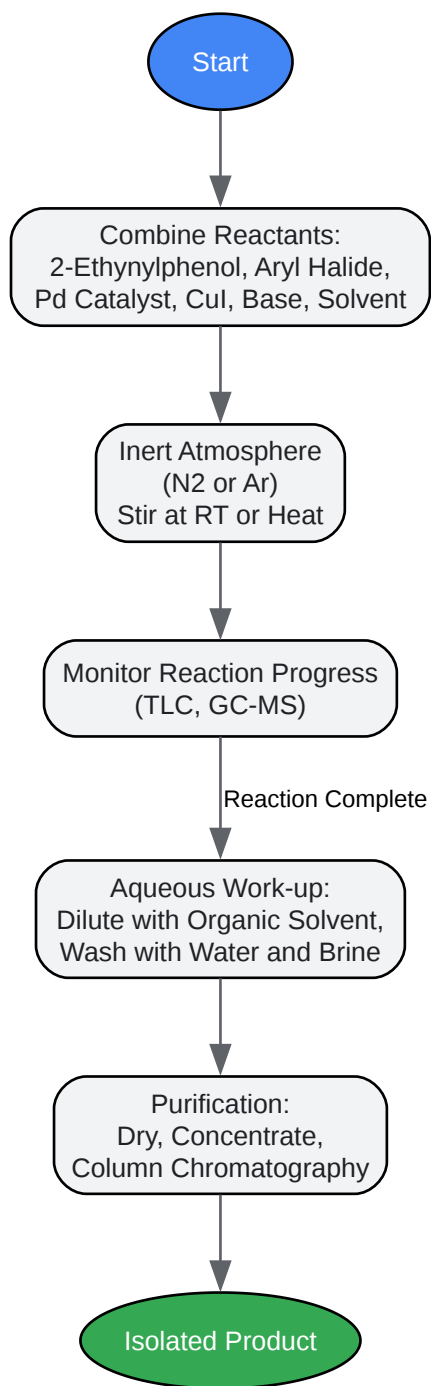 Start
Combine Reactants:
2-Ethynylphenol, Aryl Halide,
Pd Catalyst, CuI, Base, Solvent
Inert Atmosphere
(N2 or Ar)
Stir at RT or Heat
Monitor Reaction Progress
(TLC, GC-MS)
Reaction Complete
Aqueous Work-up:
Dilute with Organic Solvent,
Wash with Water and Brine
Purification:
Dry, Concentrate,
Column Chromatography
Isolated Product